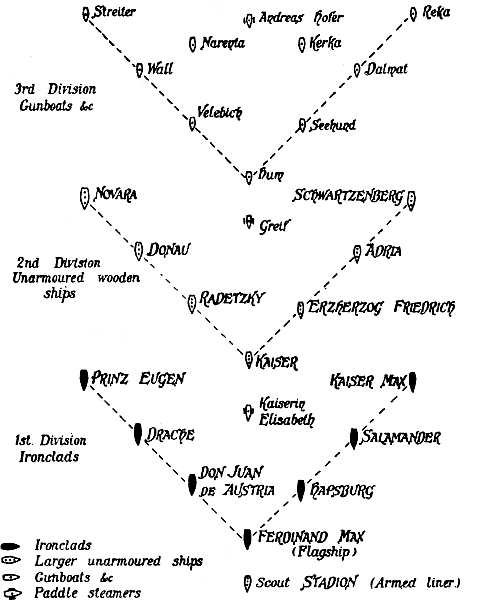 Streiter
Reka
Andreas Hofer
Narenta
Kerka
Wall
Dalmat
3rd Division
Gunboats &c
Velebich
Seehund
Hum
NOVARA
SCHWARTZENBERG
Greif
DONAU
ADRIA
2nd Division
Unarmoured wooden
ships
RADETZKY
ERZHERZOG FRIEDRICH
KAISER
PRINZ EUGEN
KAISER MAX
Kaiserin
Elisabeth
1st. Division
Ironclads
DRACHE
SALAMANDER
DON JUAN
DE AUSTRIA
HAPSBURG
FERDINAND MAX
(Flagship)
Ironclads
Larger unarmoured ships
Gunboats &c
Paddle steamers
Scout STADION (Armed liner)